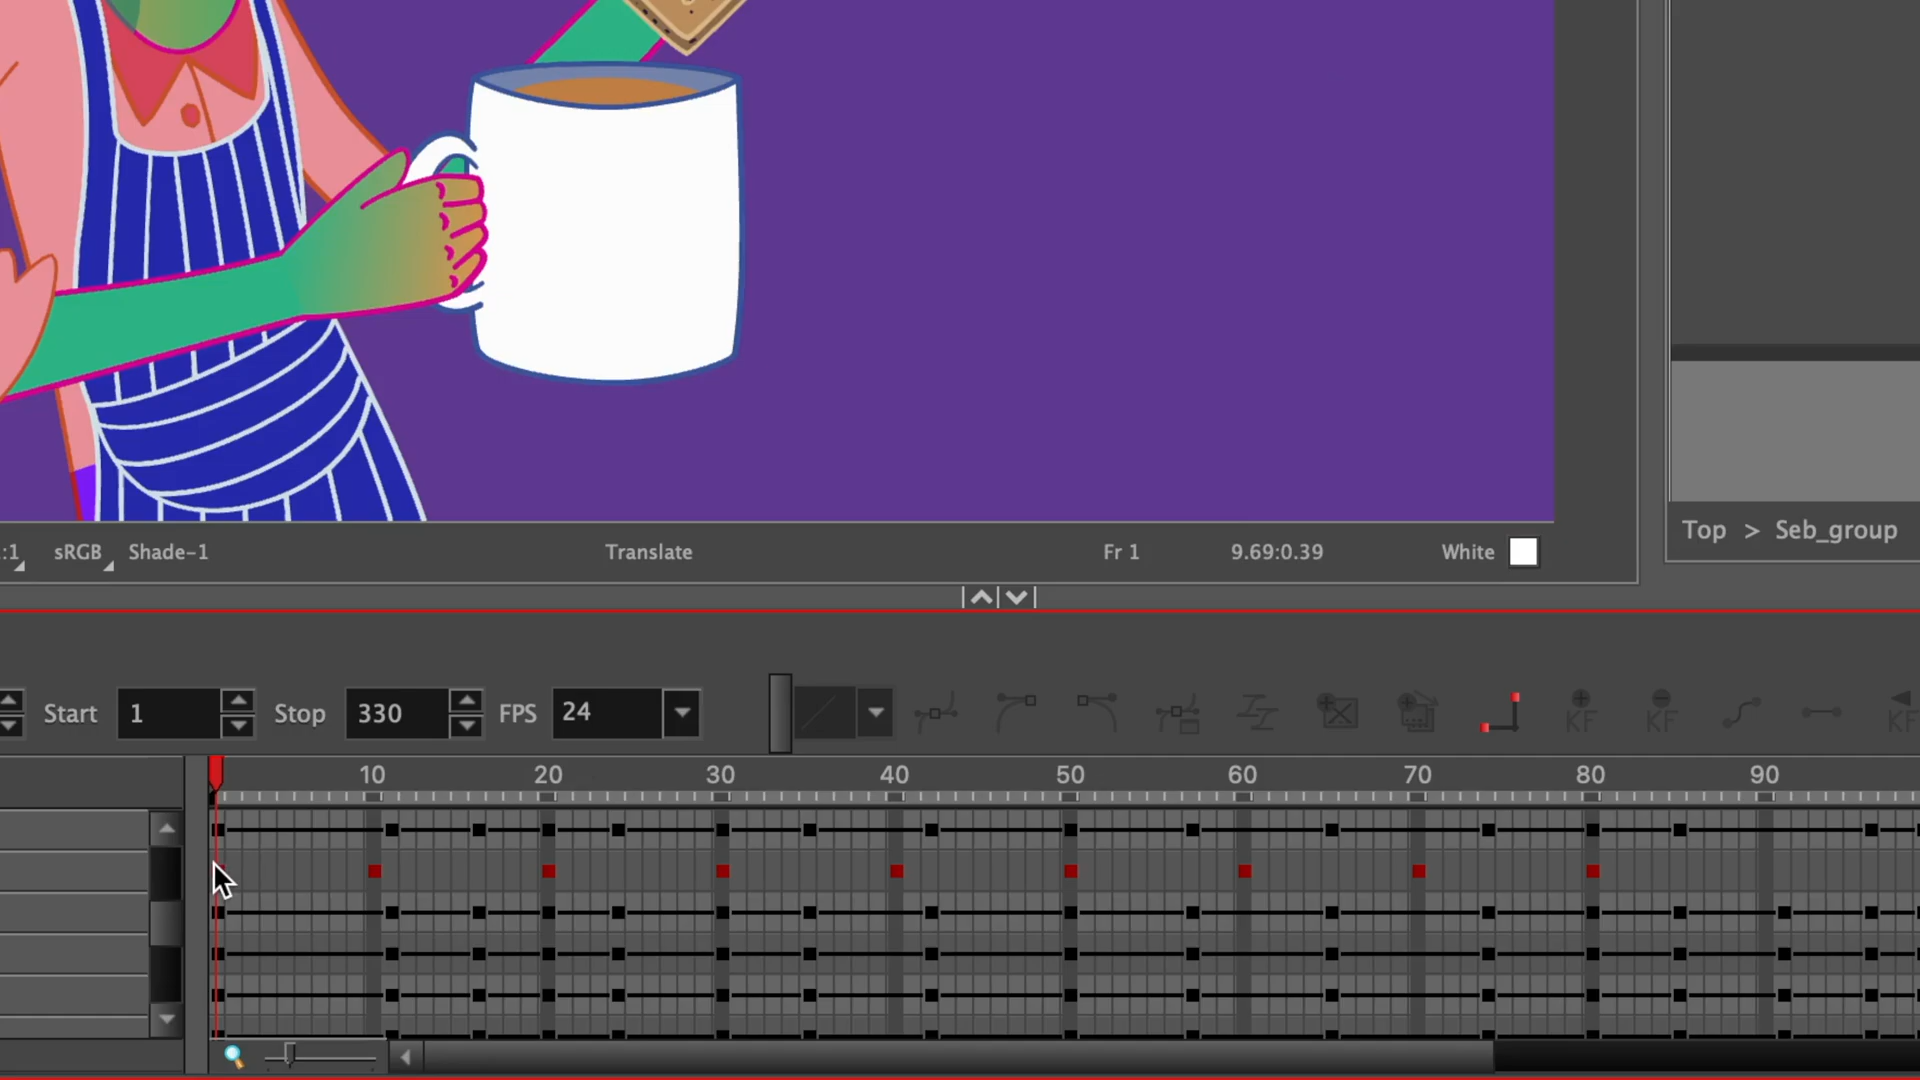 :1 sRGB Shade-1 Translate Fr 1 9.69:0.39 White
Top > Seb_group
Start 1 Stop 330 FPS 24
KF KF KF
10 20 30 40 50 60 70 80 90